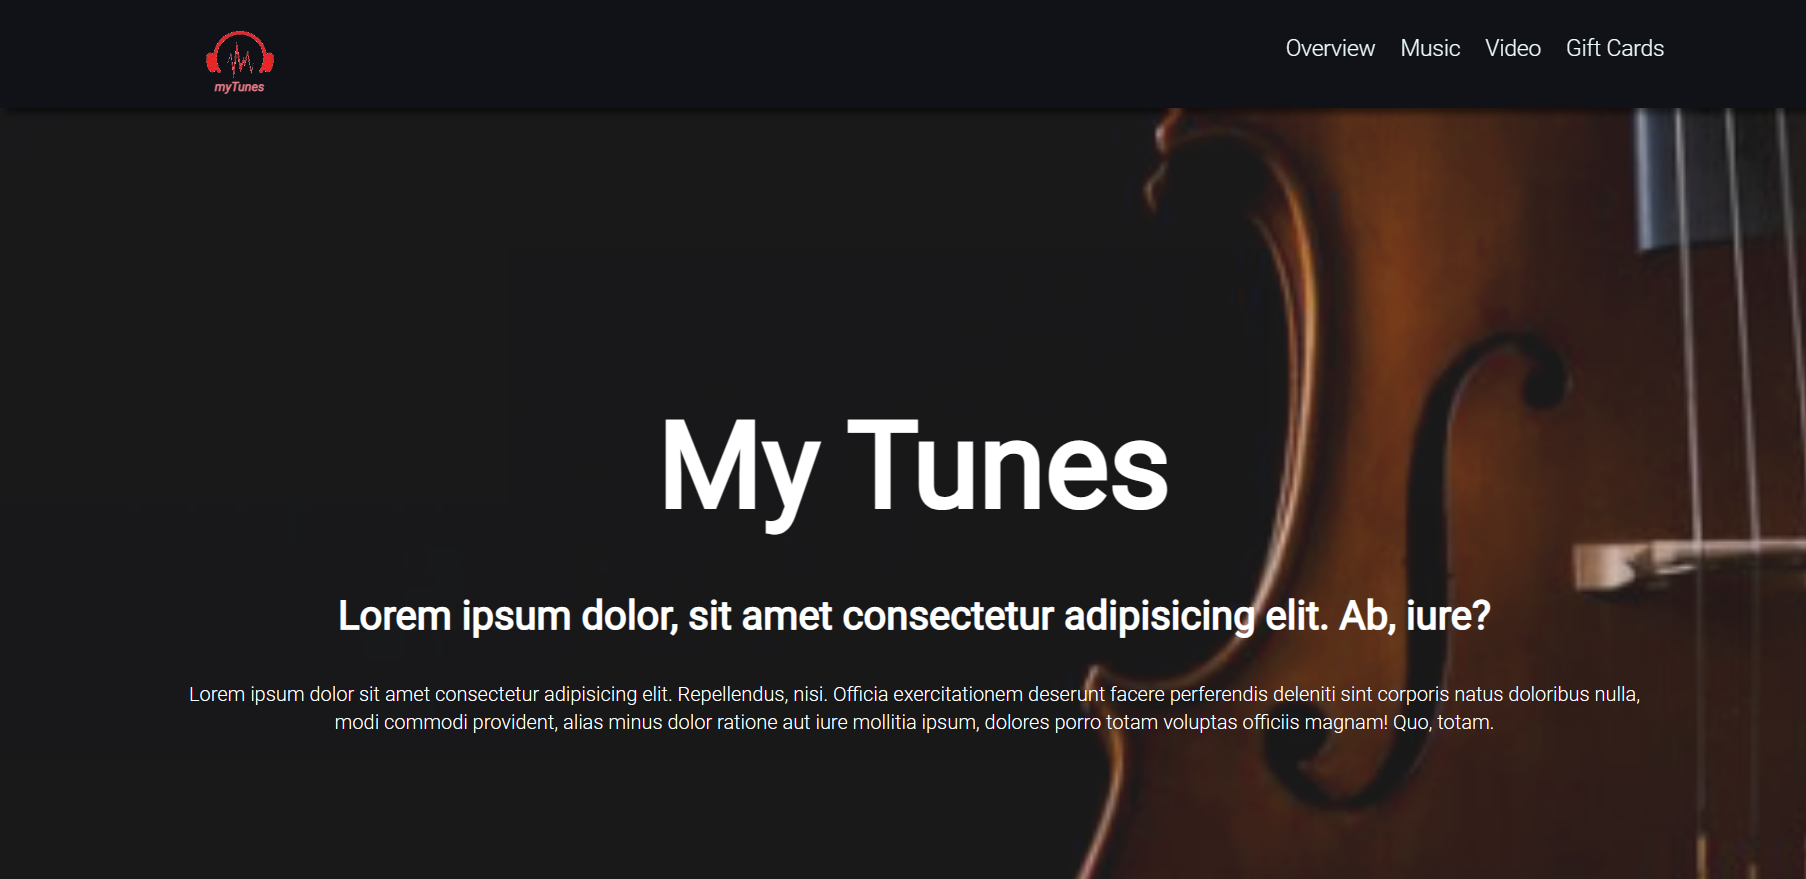 myTunes
Overview Music Video Gift Cards
My Tunes
Lorem ipsum dolor, sit amet consectetur adipisicing elit. Ab, iure?
Lorem ipsum dolor sit amet consectetur adipisicing elit. Repellendus, nisi. Officia exercitationem deserunt facere perferendis deleniti sint corporis natus doloribus nulla,
modi commodi provident, alias minus dolor ratione aut iure mollitia ipsum, dolores porro totam voluptas officiis magnam! Quo, totam.